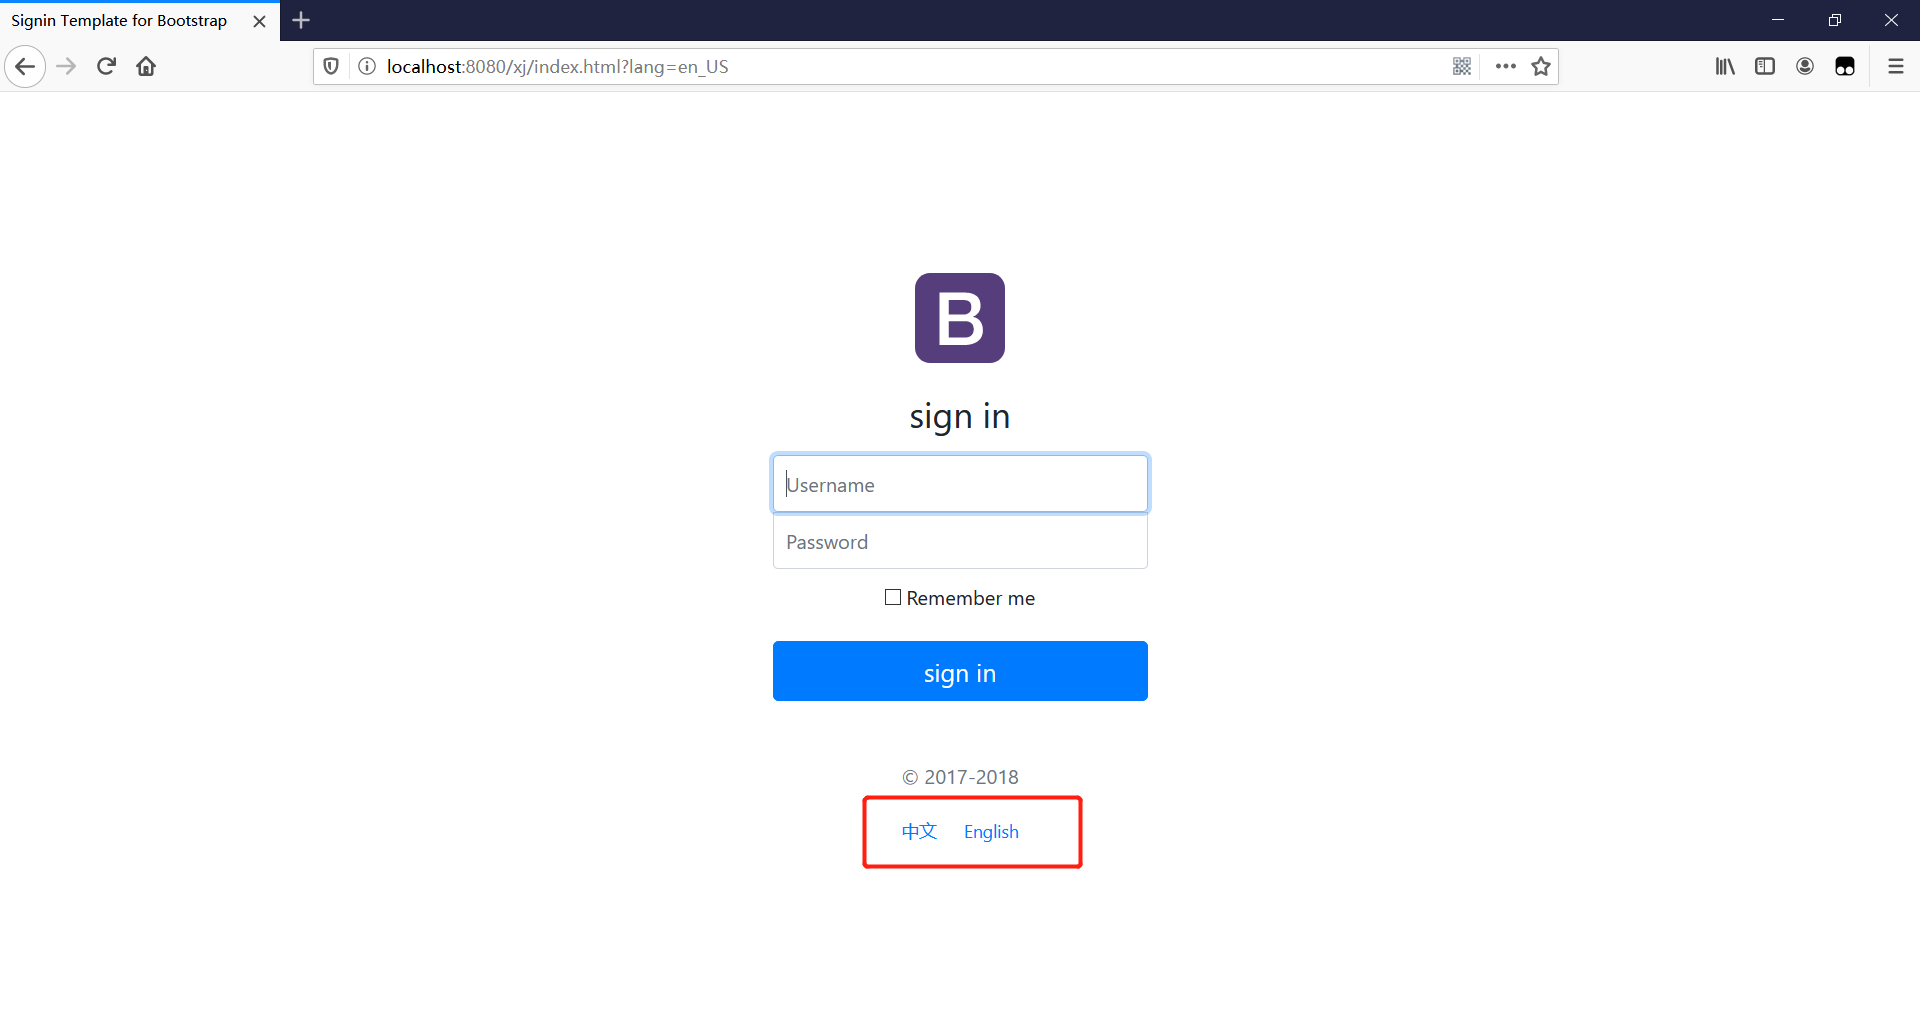 Signin Template for Bootstrap
localhost:8080/xj/index.html?lang=en_US
B
sign in
Username
Password
Remember me
sign in
© 2017-2018
中文 English